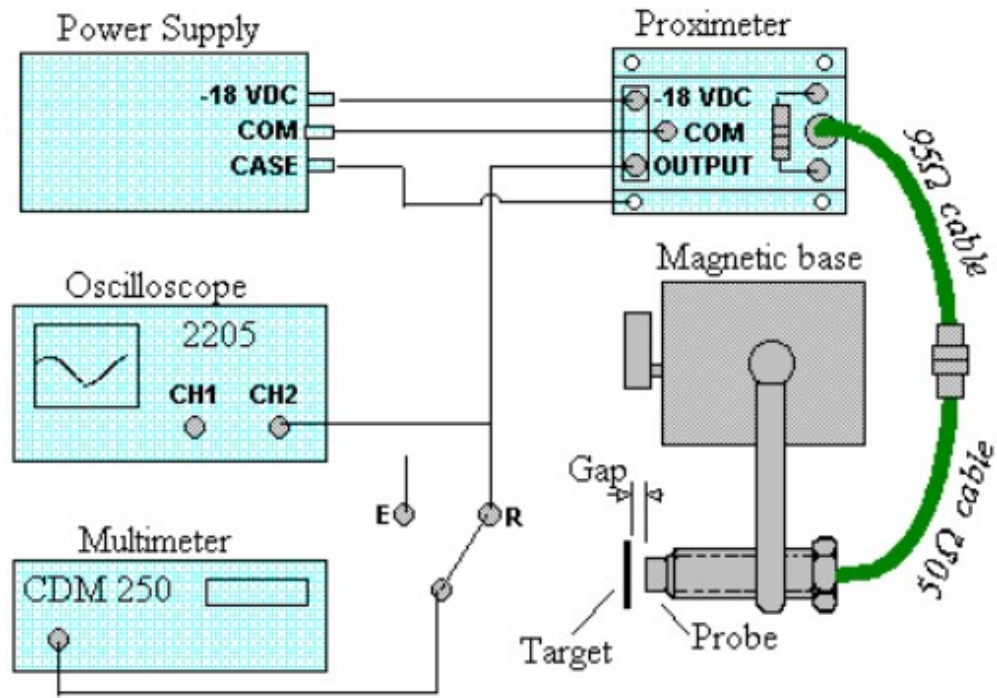 Power Supply
-18 VDC
COM
CASE
Proximeter
-18 VDC
COM
OUTPUT
95Ω cable
Oscilloscope
2205
CH1 CH2
Magnetic base
Gap
E R
Multimeter
CDM 250
50Ω cable
Target
Probe